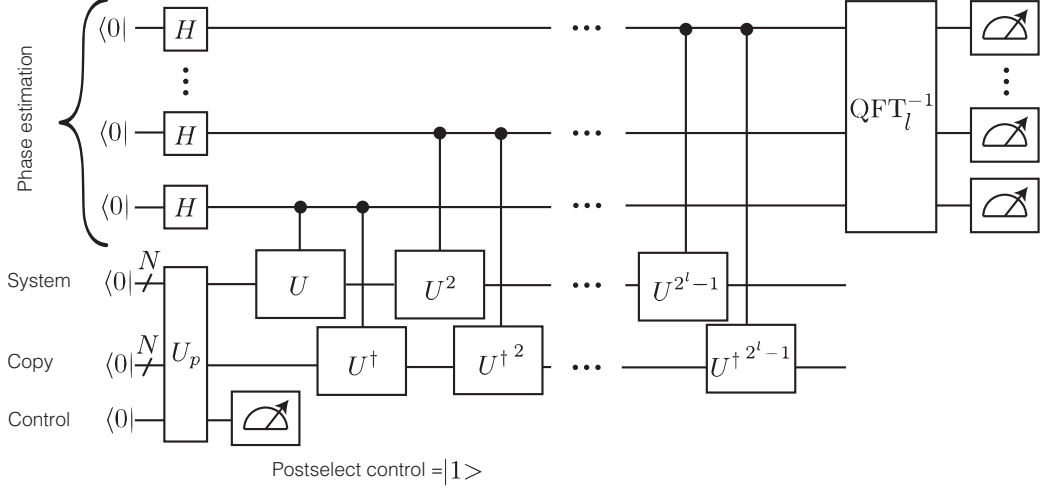 Phase estimation
⟨0| H
⋮ ⋮
⟨0| H
⟨0| H
... ... ... ... ...
QFT_l^{-1}
System ⟨0| N U U^2 U^{2^l-1}
Copy ⟨0| N U_p U^† U^{† 2} U^{† 2^l-1}
Control ⟨0|
Postselect control =|1>